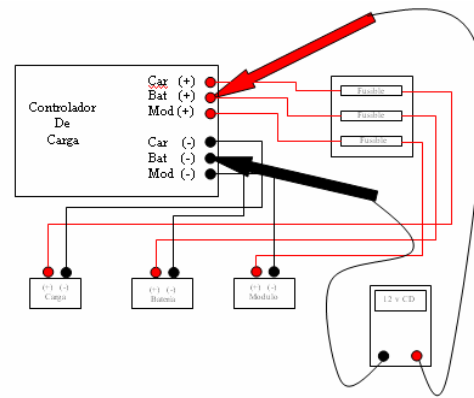 Controlador
De
Carga
Car (+)
Bat (+)
Mod (+)
Car (-)
Bat (-)
Mod (-)
Fusible
Fusible
Fusible
(+) (-)
Carga
(+) (-)
Batería
(+) (-)
Modulo
12 v CD